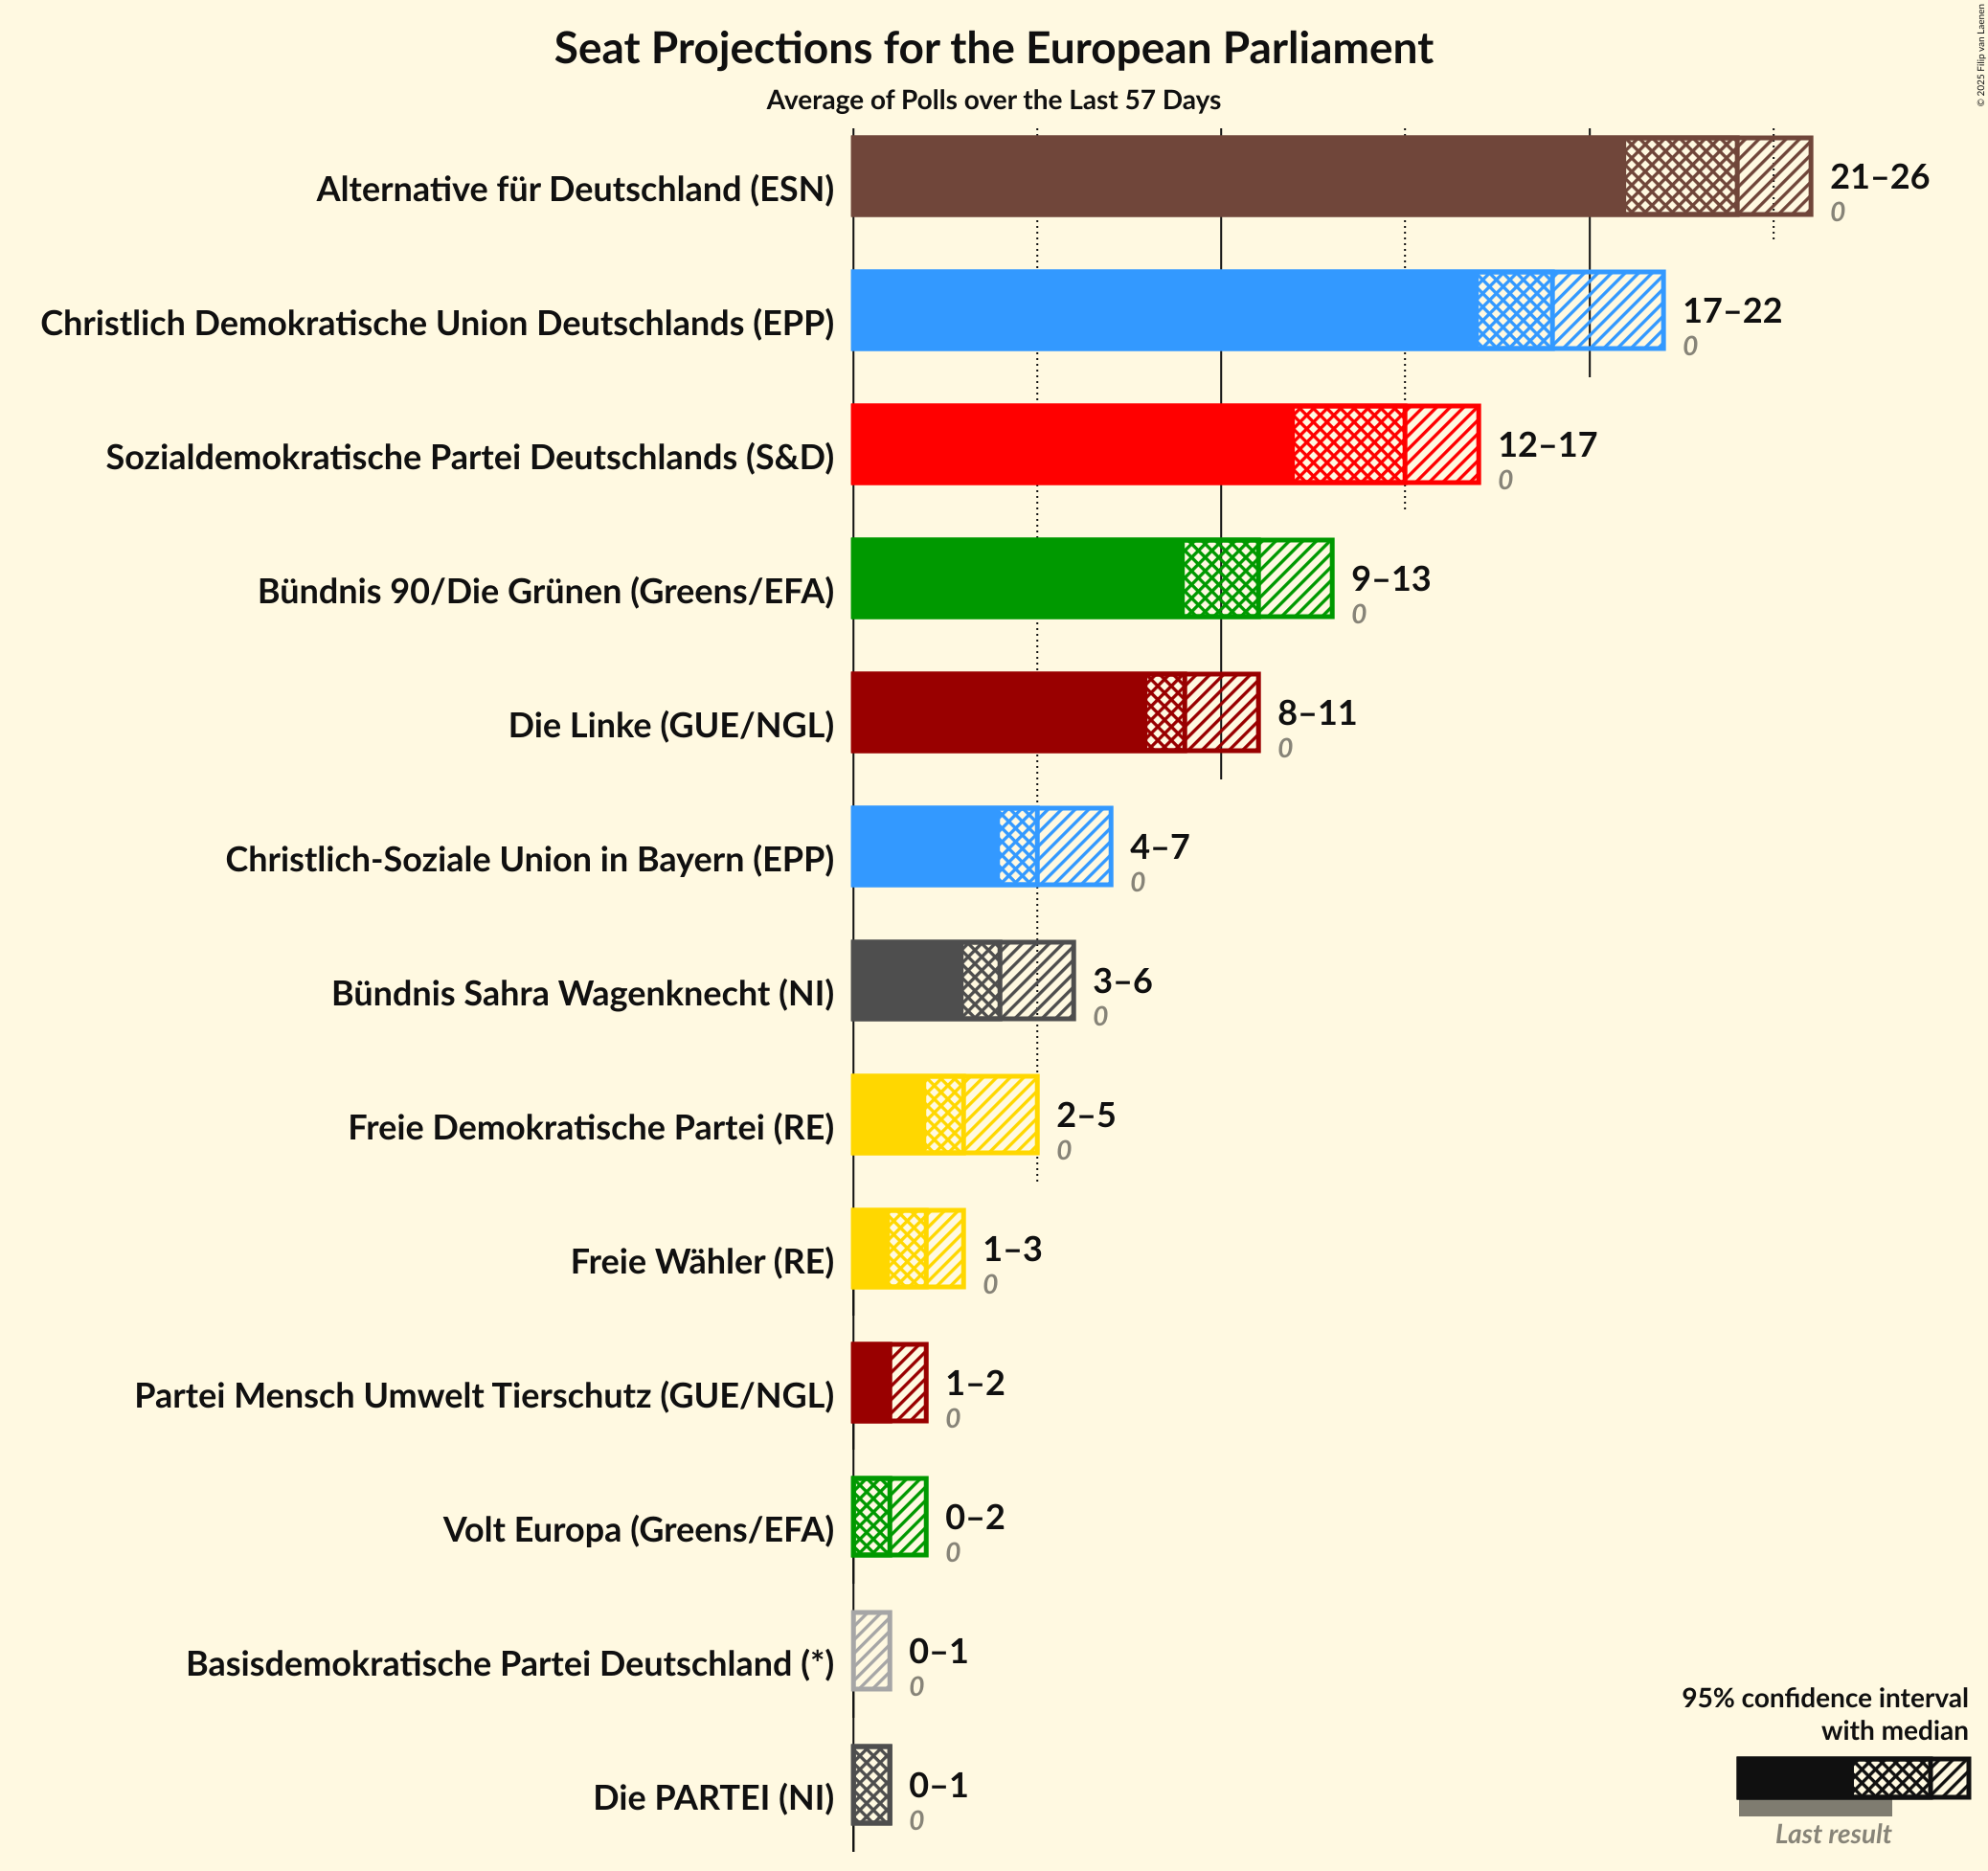 Seat Projections for the European Parliament
Average of Polls over the Last 57 Days
© 2025 Filip van Laenen
Alternative für Deutschland (ESN)
21–26
0
Christlich Demokratische Union Deutschlands (EPP)
17–22
0
Sozialdemokratische Partei Deutschlands (S&D)
12–17
0
Bündnis 90/Die Grünen (Greens/EFA)
9–13
0
Die Linke (GUE/NGL)
8–11
0
Christlich-Soziale Union in Bayern (EPP)
4–7
0
Bündnis Sahra Wagenknecht (NI)
3–6
0
Freie Demokratische Partei (RE)
2–5
0
Freie Wähler (RE)
1–3
0
Partei Mensch Umwelt Tierschutz (GUE/NGL)
1–2
0
Volt Europa (Greens/EFA)
0–2
0
Basisdemokratische Partei Deutschland (*)
0–1
0
Die PARTEI (NI)
0–1
0
95% confidence interval
with median
Last result